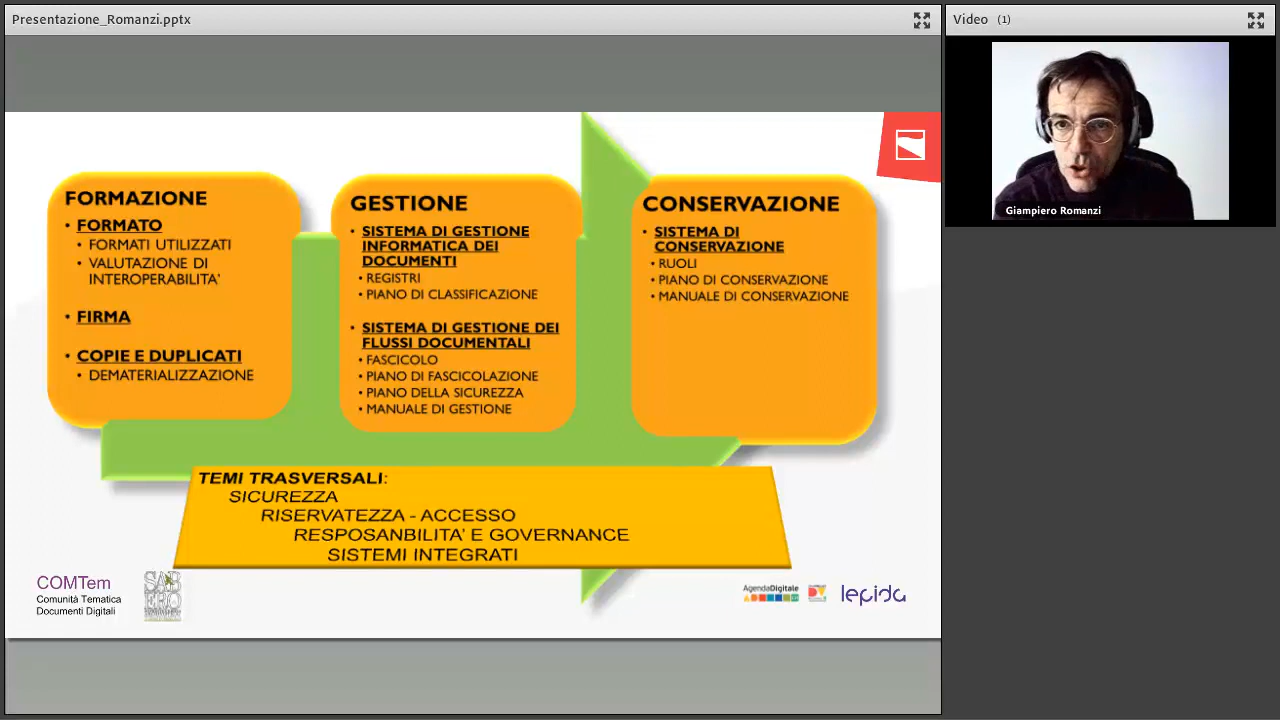 Presentazione_Romanzi.pptx
Video (1)
Giampiero Romanzi
FORMAZIONE
• FORMATO
• FORMATI UTILIZZATI
• VALUTAZIONE DI
INTEROPERABILITA'
• FIRMA
• COPIE E DUPLICATI
• DEMATERIALIZZAZIONE
GESTIONE
• SISTEMA DI GESTIONE
INFORMATICA DEI
DOCUMENTI
• REGISTRI
• PIANO DI CLASSIFICAZIONE
• SISTEMA DI GESTIONE DEI
FLUSSI DOCUMENTALI
• FASCICOLO
• PIANO DI FASCICOLAZIONE
• PIANO DELLA SICUREZZA
• MANUALE DI GESTIONE
CONSERVAZIONE
• SISTEMA DI
CONSERVAZIONE
• RUOLI
• PIANO DI CONSERVAZIONE
• MANUALE DI CONSERVAZIONE
TEMI TRASVERSALI:
SICUREZZA
RISERVATEZZA - ACCESSO
RESPOSANBILITA' E GOVERNANCE
SISTEMI INTEGRATI
COMTem
Comunità Tematica
Documenti Digitali
SAB
ERO
AgendaDigitale
lepida